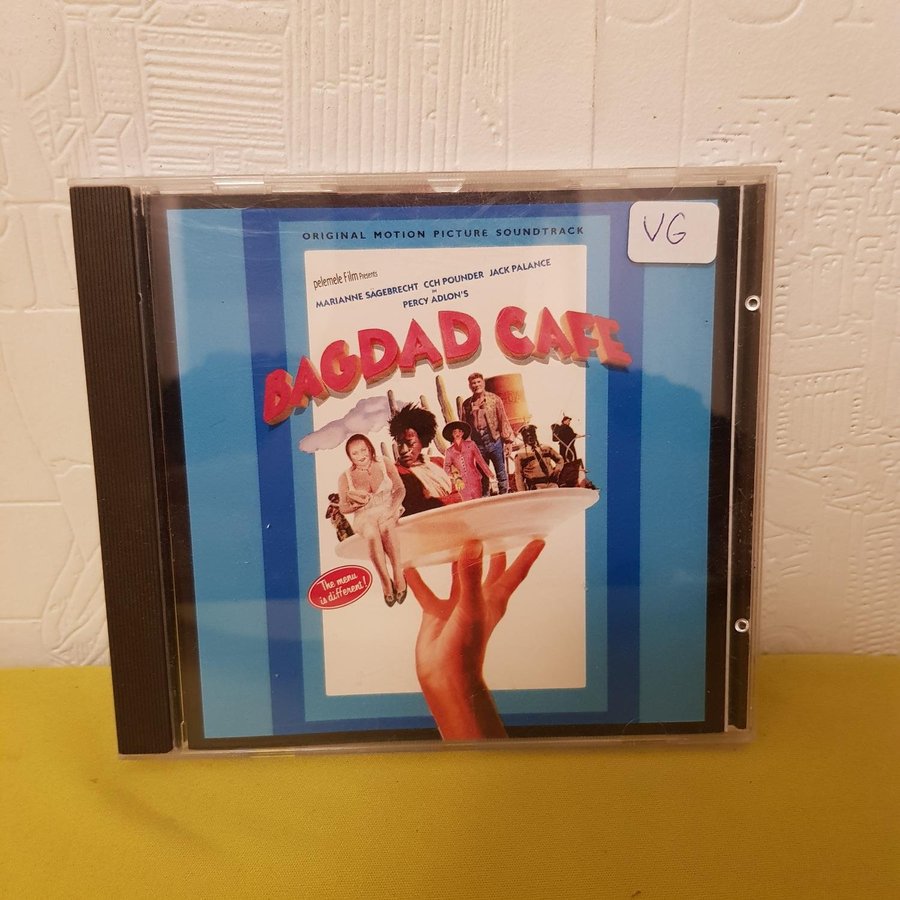 ORIGINAL MOTION PICTURE SOUNDTRACK
VG
pelemele Film Presents
MARIANNE SÄGEBRECHT CCH POUNDER JACK PALANCE
in
PERCY ADLON'S
BAGDAD CAFE
The menu
is different!